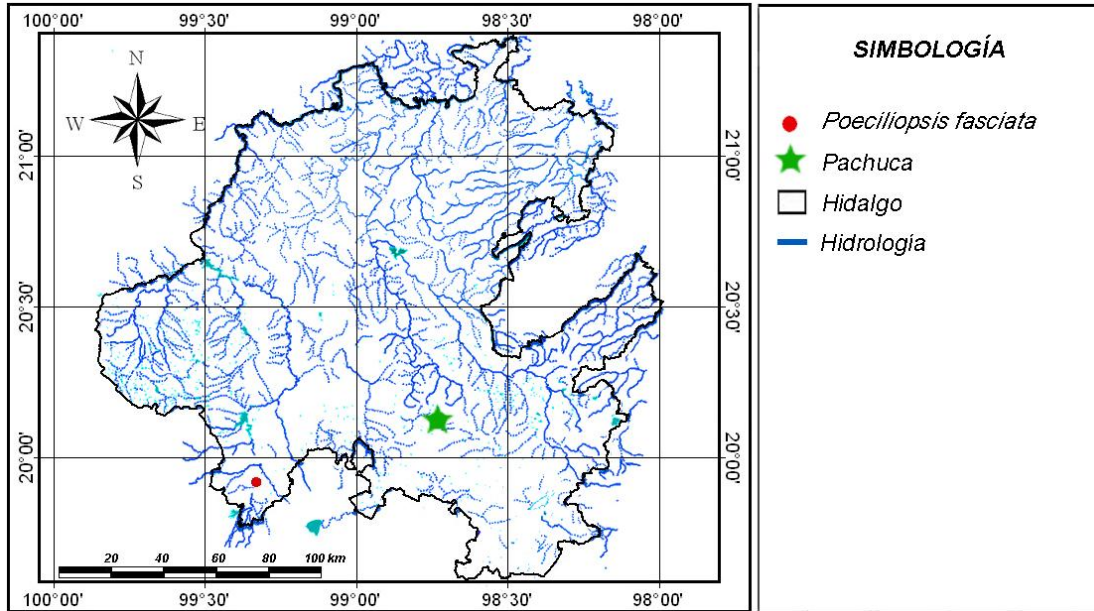 100°00' 99°30' 99°00' 98°30' 98°00'
N
W E
S
21°00' 21°00'
20°30' 20°30'
20°00' 20°00'
20 40 60 80 100 km
100°00' 99°30' 99°00' 98°30' 98°00'
SIMBOLOGÍA
Poeciliopsis fasciata
Pachuca
Hidalgo
Hidrología